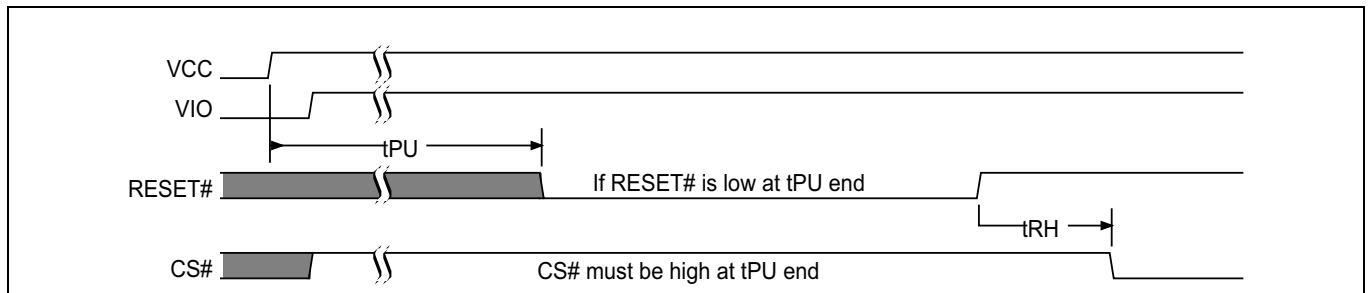 VCC
VIO
tPU
RESET#
If RESET# is low at tPU end
tRH
CS#
CS# must be high at tPU end